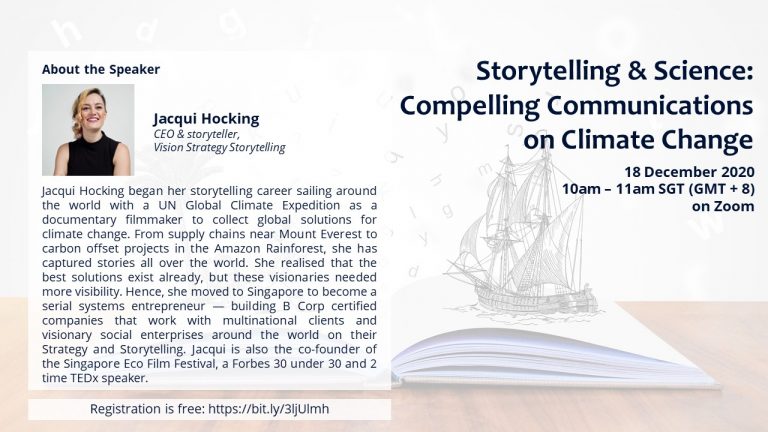 About the Speaker
Jacqui Hocking
CEO & storyteller,
Vision Strategy Storytelling
Jacqui Hocking began her storytelling career sailing around
the world with a UN Global Climate Expedition as a
documentary filmmaker to collect global solutions for
climate change. From supply chains near Mount Everest to
carbon offset projects in the Amazon Rainforest, she has
captured stories all over the world. She realised that the
best solutions exist already, but these visionaries needed
more visibility. Hence, she moved to Singapore to become a
serial systems entrepreneur — building B Corp certified
companies that work with multinational clients and
visionary social enterprises around the world on their
Strategy and Storytelling. Jacqui is also the co-founder of
the Singapore Eco Film Festival, a Forbes 30 under 30 and 2
time TEDx speaker.
Registration is free: https://bit.ly/3ljUlmh
Storytelling & Science:
Compelling Communications
on Climate Change
18 December 2020
10am – 11am SGT (GMT + 8)
on Zoom